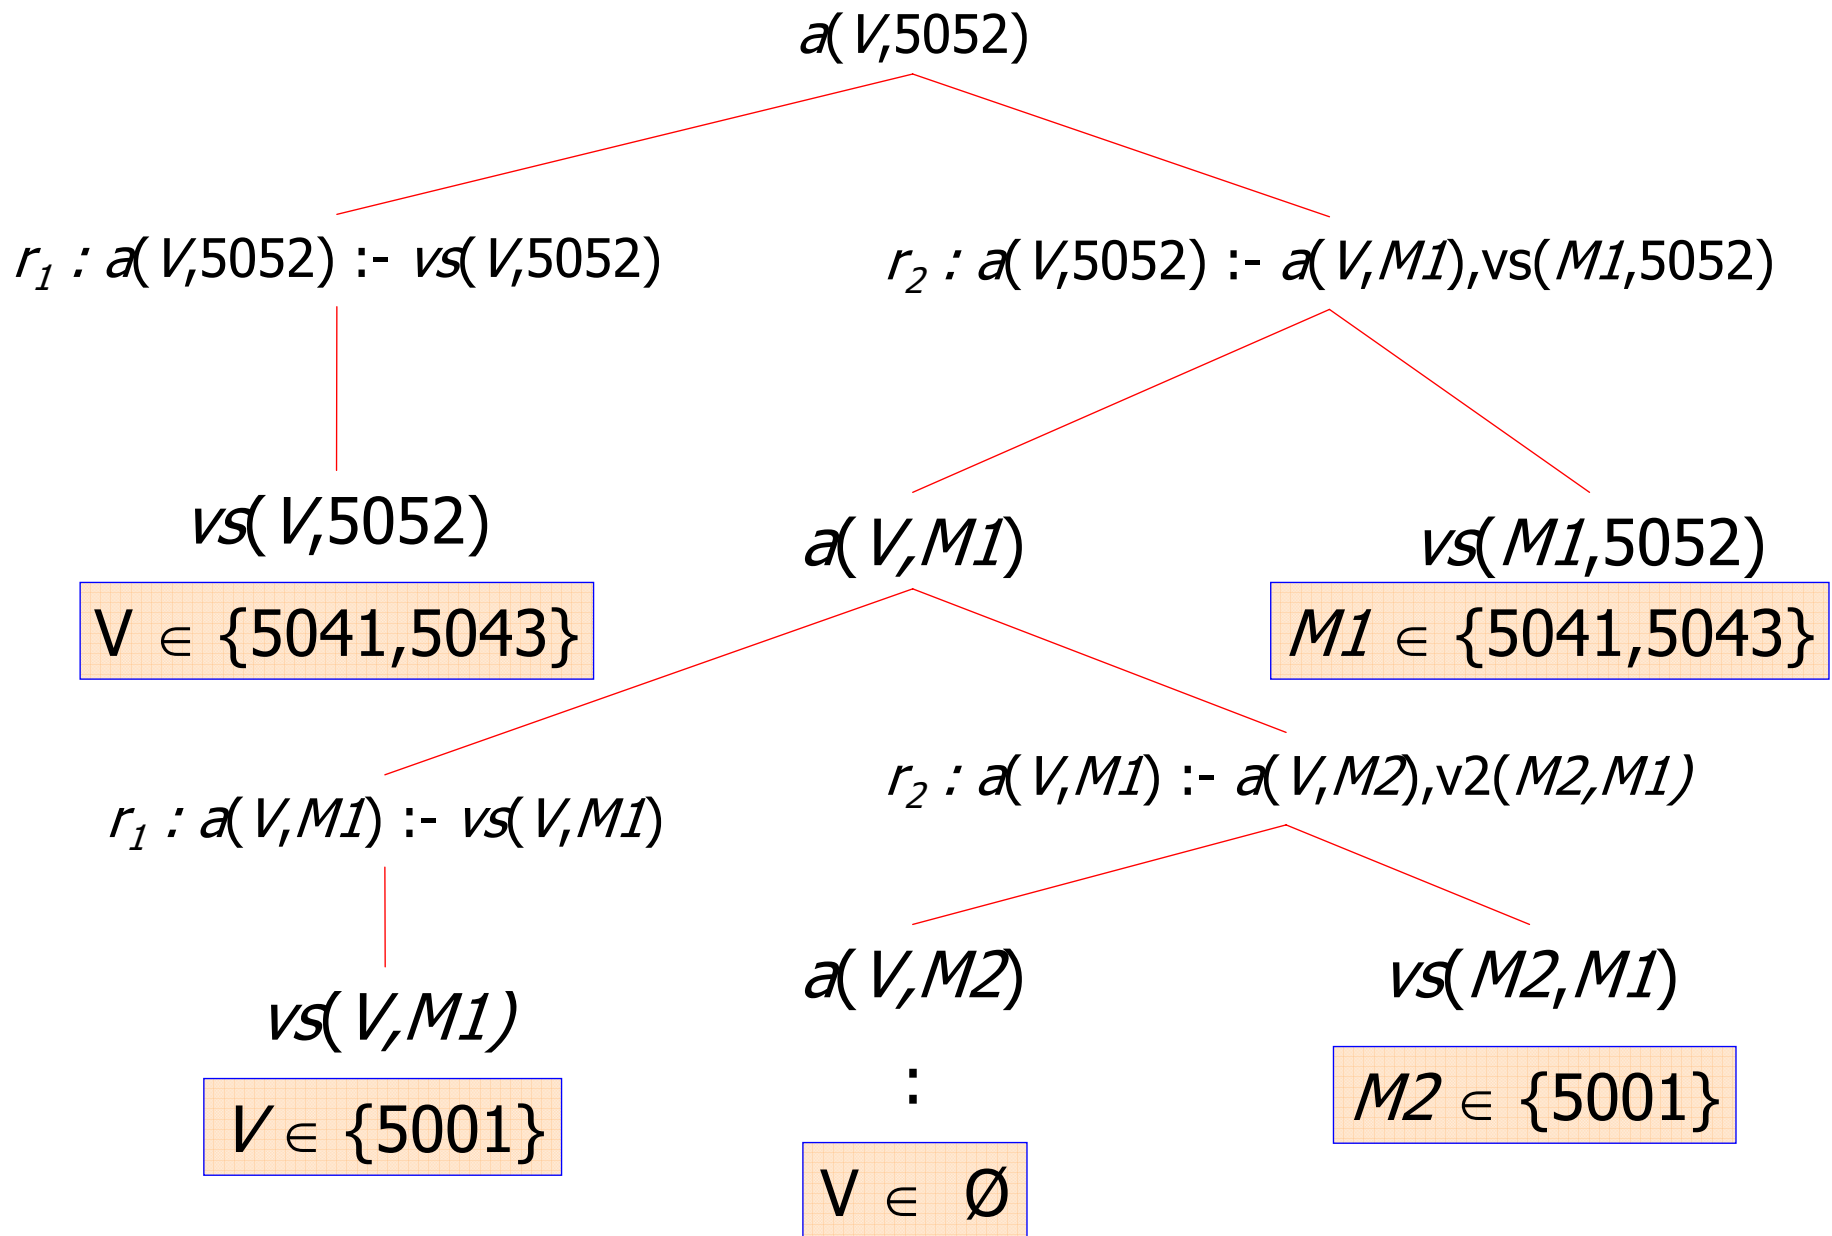 a(V,5052)
r1 : a(V,5052) :- vs(V,5052)
r2 : a(V,5052) :- a(V,M1),vs(M1,5052)
vs(V,5052)
a(V,M1)
vs(M1,5052)
V ∈ {5041,5043}
M1 ∈ {5041,5043}
r1 : a(V,M1) :- vs(V,M1)
r2 : a(V,M1) :- a(V,M2),v2(M2,M1)
vs(V,M1)
a(V,M2)
vs(M2,M1)
:
V ∈ {5001}
M2 ∈ {5001}
V ∈ Ø